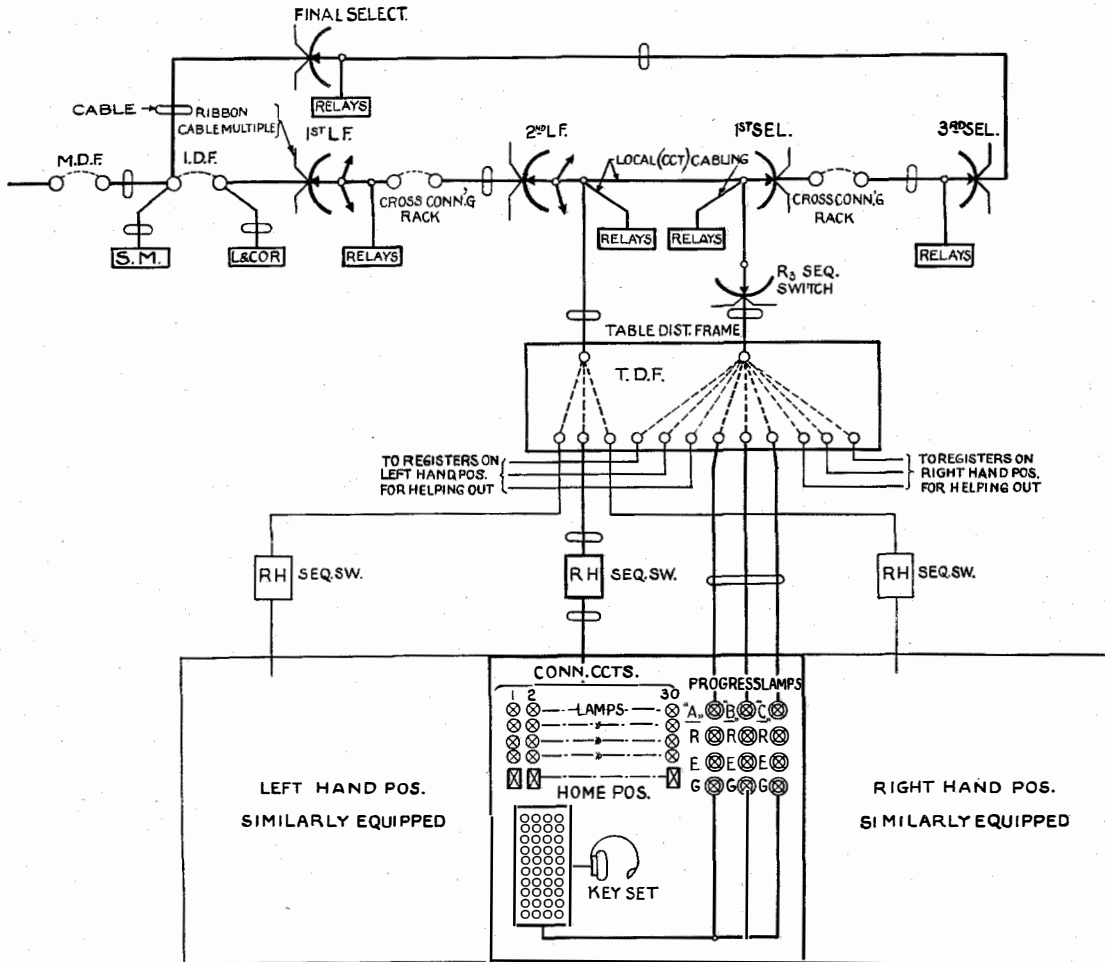 FINAL SELECT.
CABLE
RIBBON
CABLE MULTIPLE
RELAYS
1ST L.F.
2ND L.F.
1ST SEL.
3RD SEL.
M.D.F.
I.D.F.
LOCAL (CCT) CABLING
CROSS CONN'G
RACK
CROSS CONN'G
RACK
S.M.
L&COR
RELAYS
RELAYS
RELAYS
RELAYS
R3 SEQ.
SWITCH
TABLE DIST. FRAME
T.D.F.
TO REGISTERS ON
LEFT HAND POS.
FOR HELPING OUT
TO REGISTERS ON
RIGHT HAND POS.
FOR HELPING OUT
RH SEQ.SW.
RH SEQ.SW.
RH SEQ.SW.
CONN. CCTS.
PROGRESS LAMPS
1 2 30
LAMPS
"
"
"
"A" "B" "C"
R R R
E E E
G G G
HOME POS.
KEY SET
LEFT HAND POS.
SIMILARLY EQUIPPED
RIGHT HAND POS.
SIMILARLY EQUIPPED